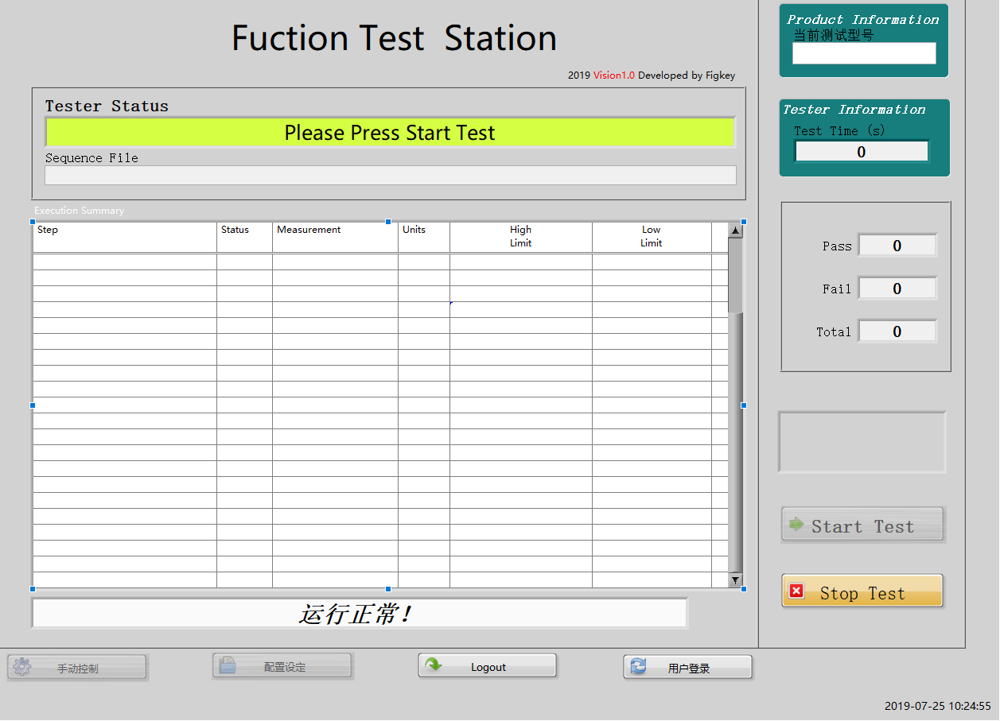 Fuction Test  Station
2019 Vision1.0 Developed by Figkey
Tester Status
Please Press Start Test
Sequence File
Execution Summary
Step Status Measurement Units High Limit Low Limit
运行正常!
Product Information
当前测试型号
Tester Information
Test Time (s)
0
Pass 0
Fail 0
Total 0
Start Test
Stop Test
手动控制 配置设定 Logout 用户登录
2019-07-25 10:24:55